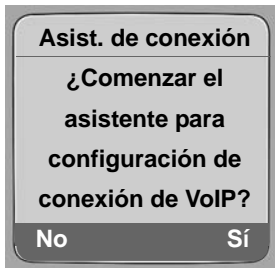 Asist. de conexión
¿Comenzar el
asistente para
configuración de
conexión de VoIP?
No Sí